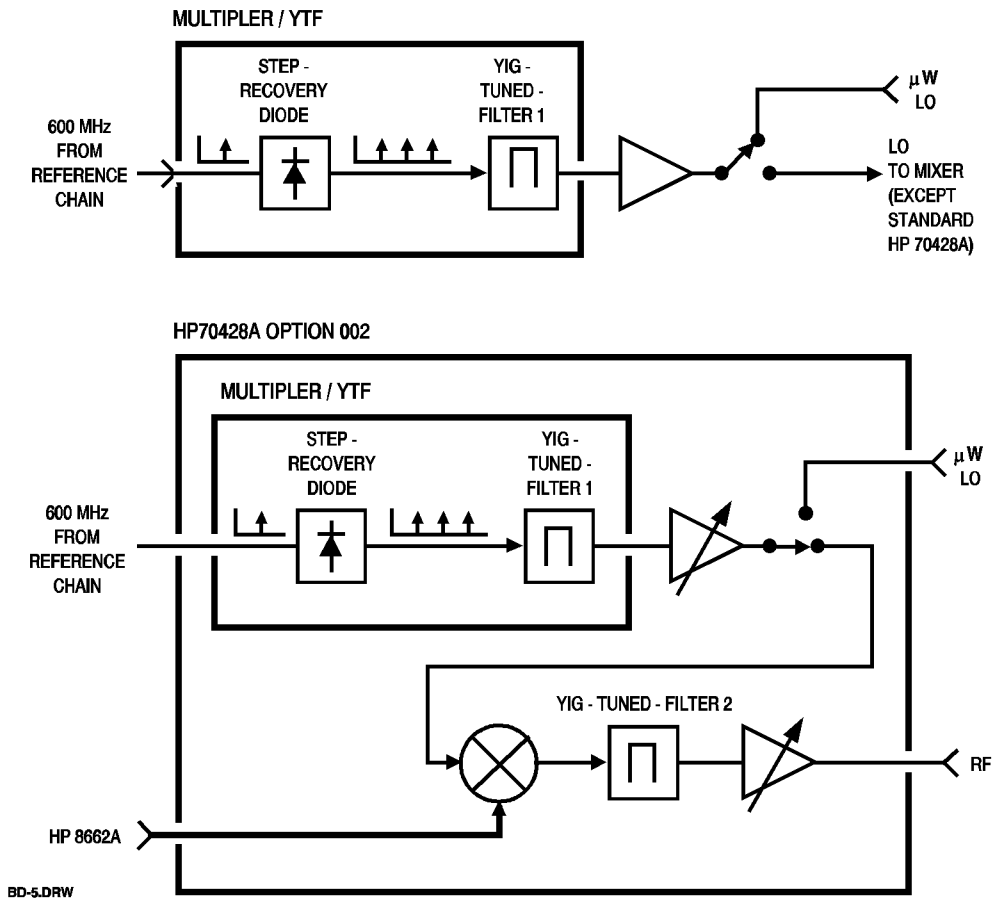 MULTIPLER / YTF
STEP -
RECOVERY
DIODE
YIG -
TUNED -
FILTER 1
600 MHz
FROM
REFERENCE
CHAIN
µW
LO
LO
TO MIXER
(EXCEPT
STANDARD
HP 70428A)
HP70428A OPTION 002
MULTIPLER / YTF
STEP -
RECOVERY
DIODE
YIG -
TUNED -
FILTER 1
600 MHz
FROM
REFERENCE
CHAIN
µW
LO
YIG - TUNED - FILTER 2
RF
HP 8662A
BD-5.DRW